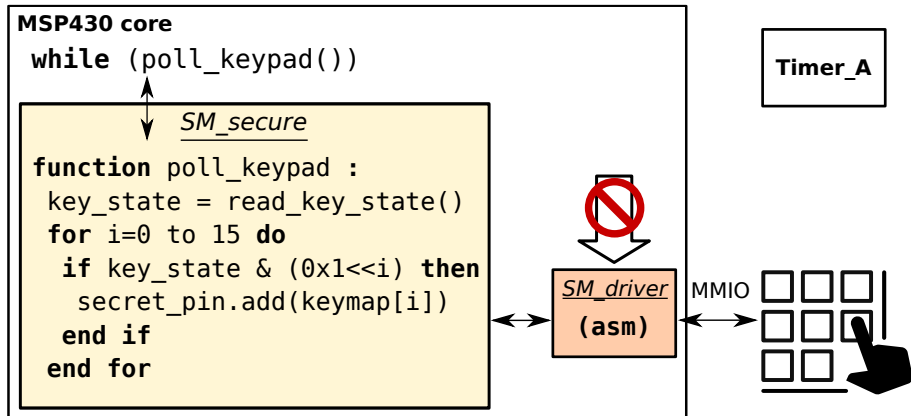 MSP430 core
while (poll_keypad())
Timer_A
SM_secure
function poll_keypad :
key_state = read_key_state()
for i=0 to 15 do
if key_state & (0x1<<i) then
secret_pin.add(keymap[i])
end if
end for
SM_driver
(asm)
MMIO